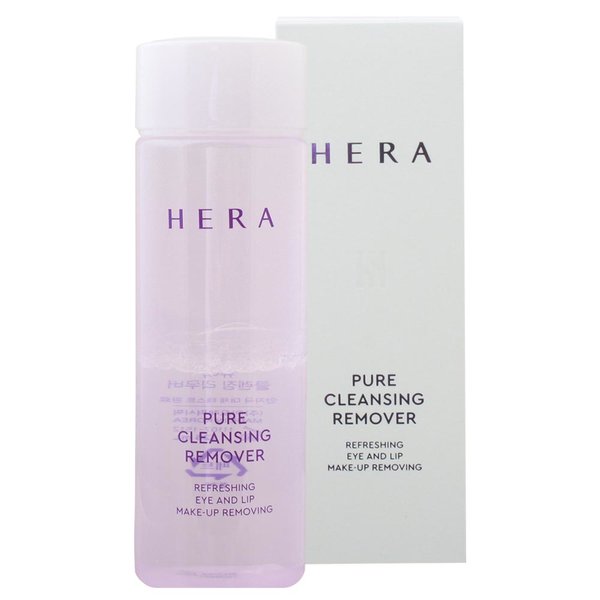 HERA
PURE
CLEANSING
REMOVER
REFRESHING
EYE AND LIP
MAKE-UP REMOVING
HERA
PURE
CLEANSING
REMOVER
REFRESHING
EYE AND LIP
MAKE-UP REMOVING